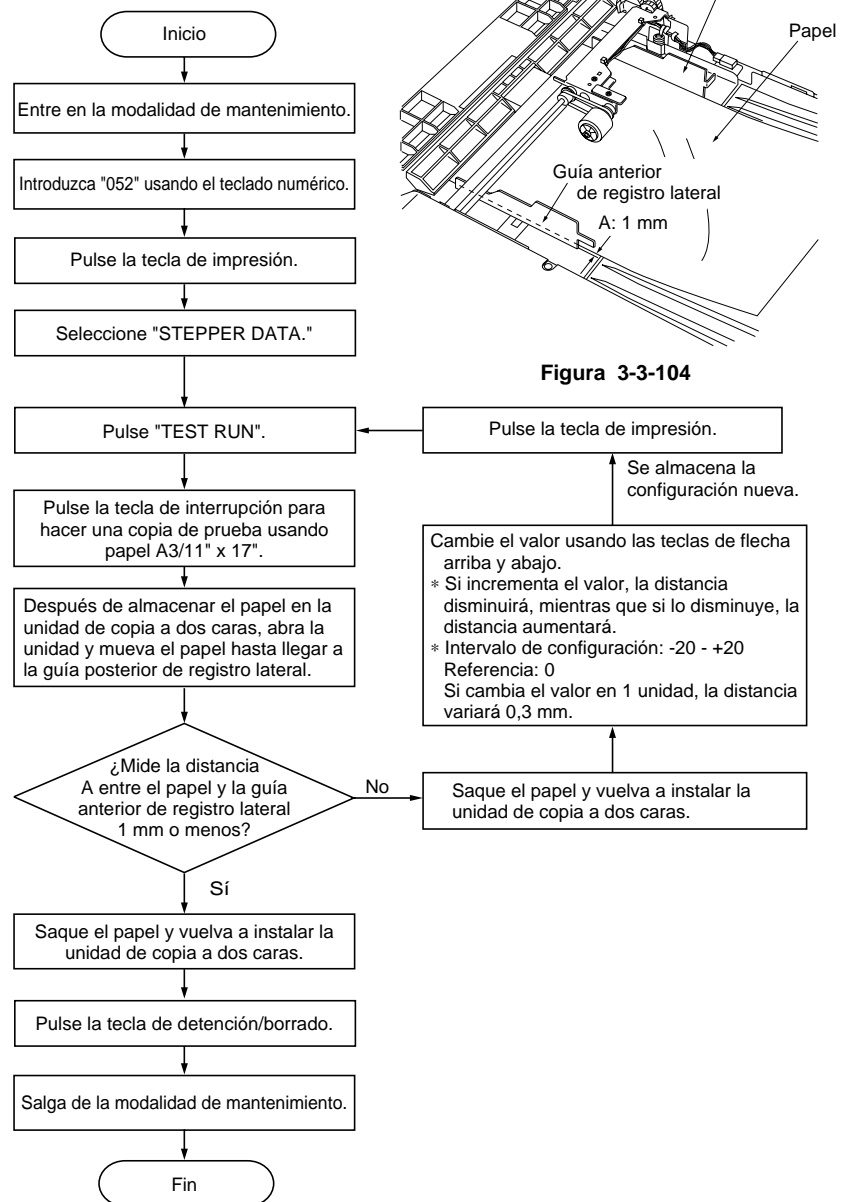 Inicio
Entre en la modalidad de mantenimiento.
Introduzca "052" usando el teclado numérico.
Pulse la tecla de impresión.
Seleccione "STEPPER DATA."
Papel
Guía anterior
de registro lateral
A: 1 mm
Figura 3-3-104
Pulse "TEST RUN".
Pulse la tecla de impresión.
Se almacena la
configuración nueva.
Pulse la tecla de interrupción para
hacer una copia de prueba usando
papel A3/11" x 17".
Cambie el valor usando las teclas de flecha
arriba y abajo.
* Si incrementa el valor, la distancia
disminuirá, mientras que si lo disminuye, la
distancia aumentará.
* Intervalo de configuración: -20 - +20
Referencia: 0
Si cambia el valor en 1 unidad, la distancia
variará 0,3 mm.
Después de almacenar el papel en la
unidad de copia a dos caras, abra la
unidad y mueva el papel hasta llegar a
la guía posterior de registro lateral.
¿Mide la distancia
A entre el papel y la guía
anterior de registro lateral
1 mm o menos?
No
Saque el papel y vuelva a instalar la
unidad de copia a dos caras.
Sí
Saque el papel y vuelva a instalar la
unidad de copia a dos caras.
Pulse la tecla de detención/borrado.
Salga de la modalidad de mantenimiento.
Fin